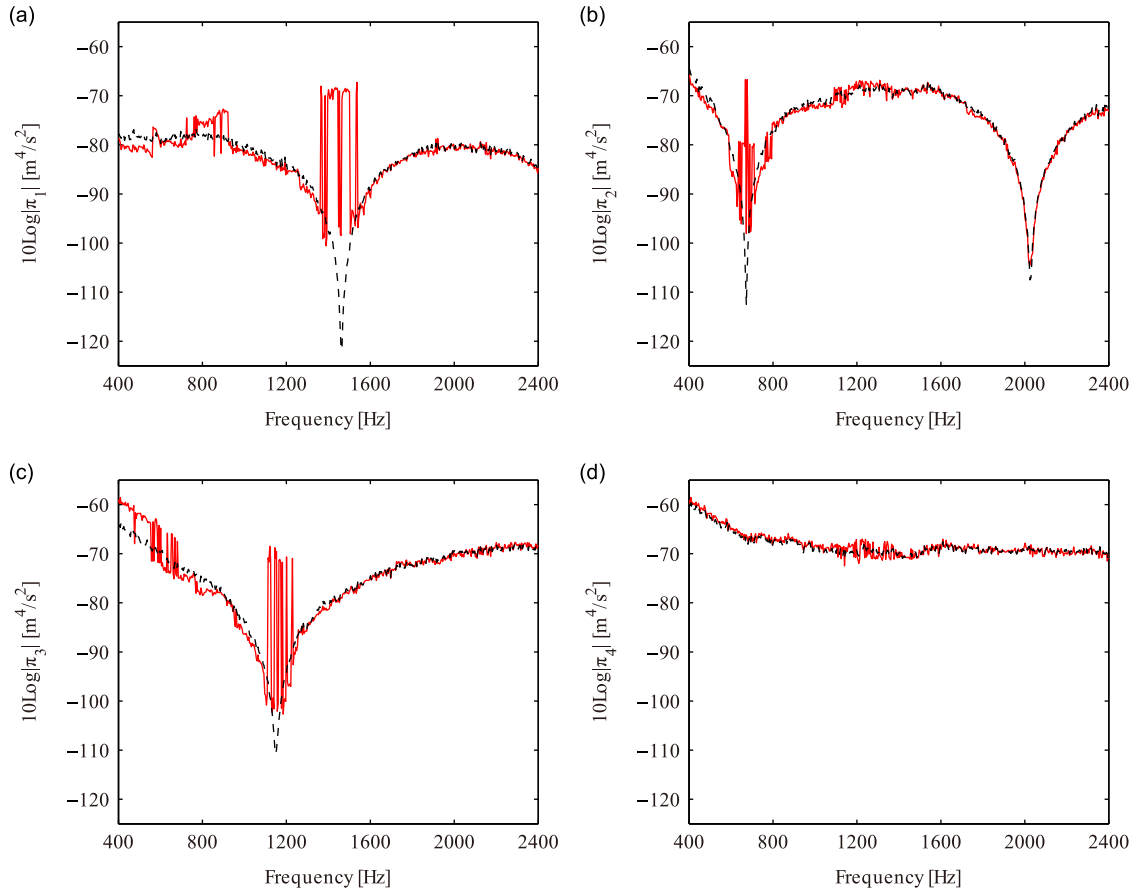 (a)
10Log|π₁| [m⁴/s²]
−60
−70
−80
−90
−100
−110
−120
400 800 1200 1600 2000 2400
Frequency [Hz]
(b)
10Log|π₂| [m⁴/s²]
−60
−70
−80
−90
−100
−110
−120
400 800 1200 1600 2000 2400
Frequency [Hz]
(c)
10Log|π₃| [m⁴/s²]
−60
−70
−80
−90
−100
−110
−120
400 800 1200 1600 2000 2400
Frequency [Hz]
(d)
10Log|π₄| [m⁴/s²]
−60
−70
−80
−90
−100
−110
−120
400 800 1200 1600 2000 2400
Frequency [Hz]